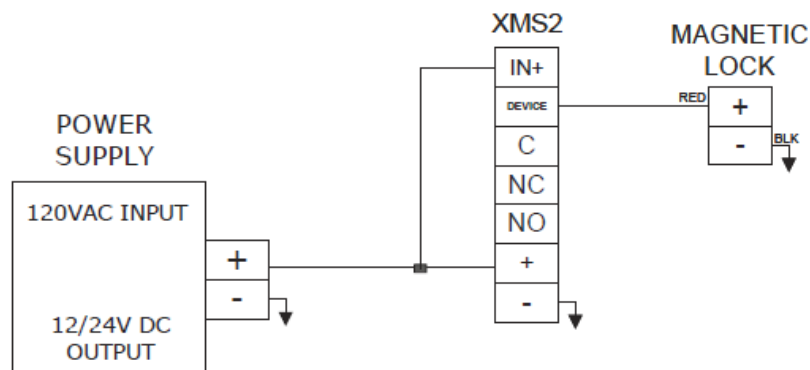 XMS2
IN+
DEVICE
C
NC
NO
+
-
MAGNETIC
LOCK
RED
+
-
BLK
POWER
SUPPLY
120VAC INPUT
12/24V DC
OUTPUT
+
-